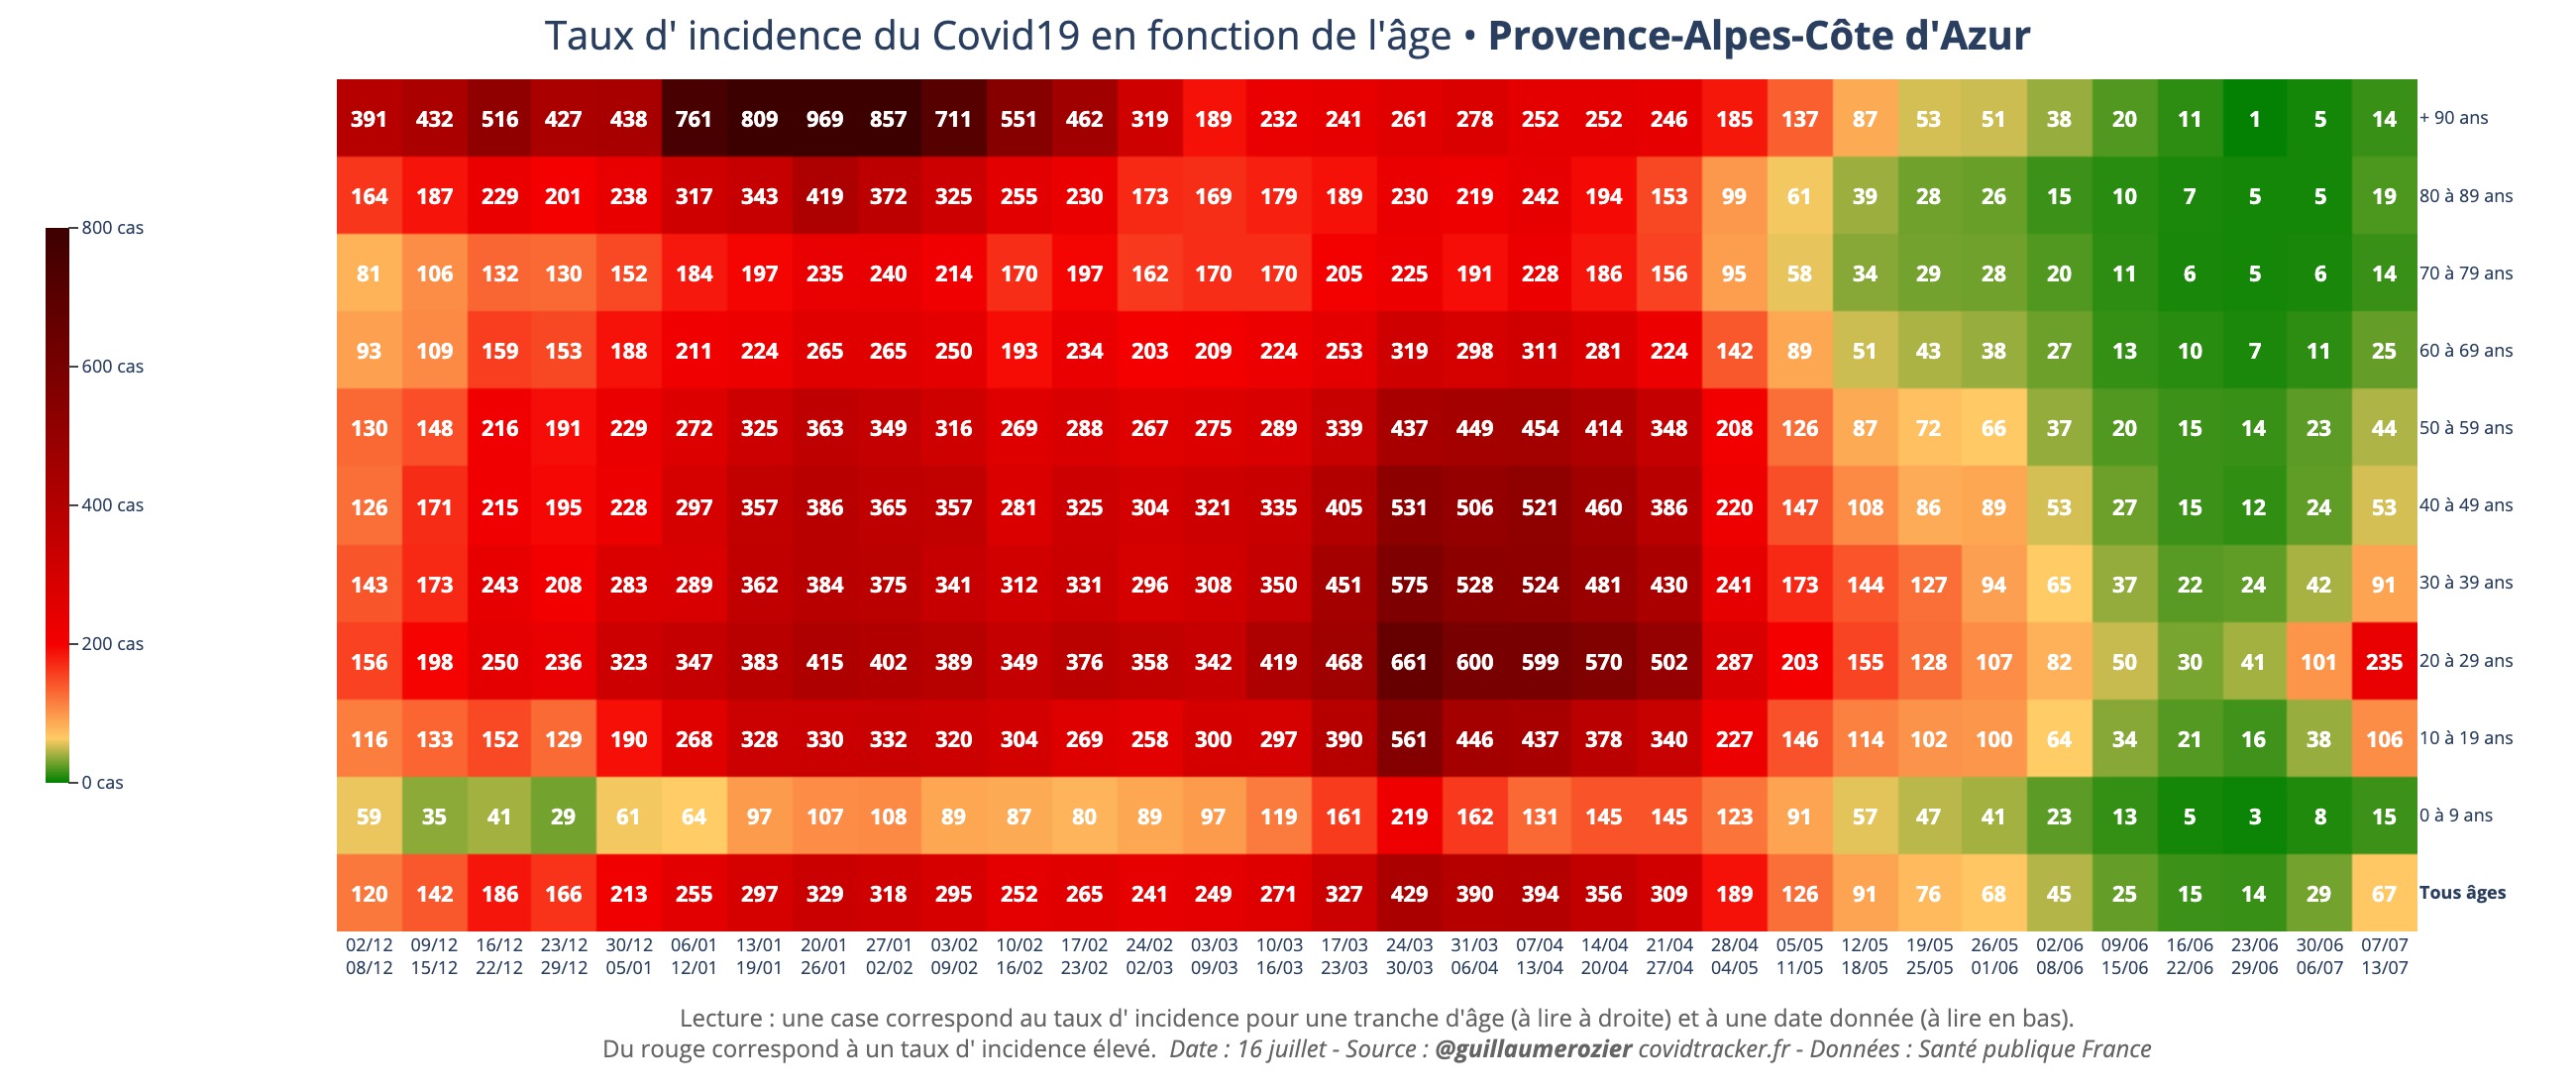 Taux d' incidence du Covid19 en fonction de l'âge • Provence-Alpes-Côte d'Azur
391 432 516 427 438 761 809 969 857 711 551 462 319 189 232 241 261 278 252 252 246 185 137 87 53 51 38 20 11 1 5 14 + 90 ans
164 187 229 201 238 317 343 419 372 325 255 230 173 169 179 189 230 219 242 194 153 99 61 39 28 26 15 10 7 5 5 19 80 à 89 ans
800 cas
81 106 132 130 152 184 197 235 240 214 170 197 162 170 170 205 225 191 228 186 156 95 58 34 29 28 20 11 6 5 6 14 70 à 79 ans
93 109 159 153 188 211 224 265 265 250 193 234 203 209 224 253 319 298 311 281 224 142 89 51 43 38 27 13 10 7 11 25 60 à 69 ans
600 cas
130 148 216 191 229 272 325 363 349 316 269 288 267 275 289 339 437 449 454 414 348 208 126 87 72 66 37 20 15 14 23 44 50 à 59 ans
400 cas
126 171 215 195 228 297 357 386 365 357 281 325 304 321 335 405 531 506 521 460 386 220 147 108 86 89 53 27 15 12 24 53 40 à 49 ans
143 173 243 208 283 289 362 384 375 341 312 331 296 308 350 451 575 528 524 481 430 241 173 144 127 94 65 37 22 24 42 91 30 à 39 ans
200 cas
156 198 250 236 323 347 383 415 402 389 349 376 358 342 419 468 661 600 599 570 502 287 203 155 128 107 82 50 30 41 101 235 20 à 29 ans
116 133 152 129 190 268 328 330 332 320 304 269 258 300 297 390 561 446 437 378 340 227 146 114 102 100 64 34 21 16 38 106 10 à 19 ans
0 cas
59 35 41 29 61 64 97 107 108 89 87 80 89 97 119 161 219 162 131 145 145 123 91 57 47 41 23 13 5 3 8 15 0 à 9 ans
120 142 186 166 213 255 297 329 318 295 252 265 241 249 271 327 429 390 394 356 309 189 126 91 76 68 45 25 15 14 29 67 Tous âges
02/12 09/12 16/12 23/12 30/12 06/01 13/01 20/01 27/01 03/02 10/02 17/02 24/02 03/03 10/03 17/03 24/03 31/03 07/04 14/04 21/04 28/04 05/05 12/05 19/05 26/05 02/06 09/06 16/06 23/06 30/06 07/07
08/12 15/12 22/12 29/12 05/01 12/01 19/01 26/01 02/02 09/02 16/02 23/02 02/03 09/03 16/03 23/03 30/03 06/04 13/04 20/04 27/04 04/05 11/05 18/05 25/05 01/06 08/06 15/06 22/06 29/06 06/07 13/07
Lecture : une case correspond au taux d' incidence pour une tranche d'âge (à lire à droite) et à une date donnée (à lire en bas).
Du rouge correspond à un taux d' incidence élevé. Date : 16 juillet - Source : @guillaumerozier covidtracker.fr - Données : Santé publique France